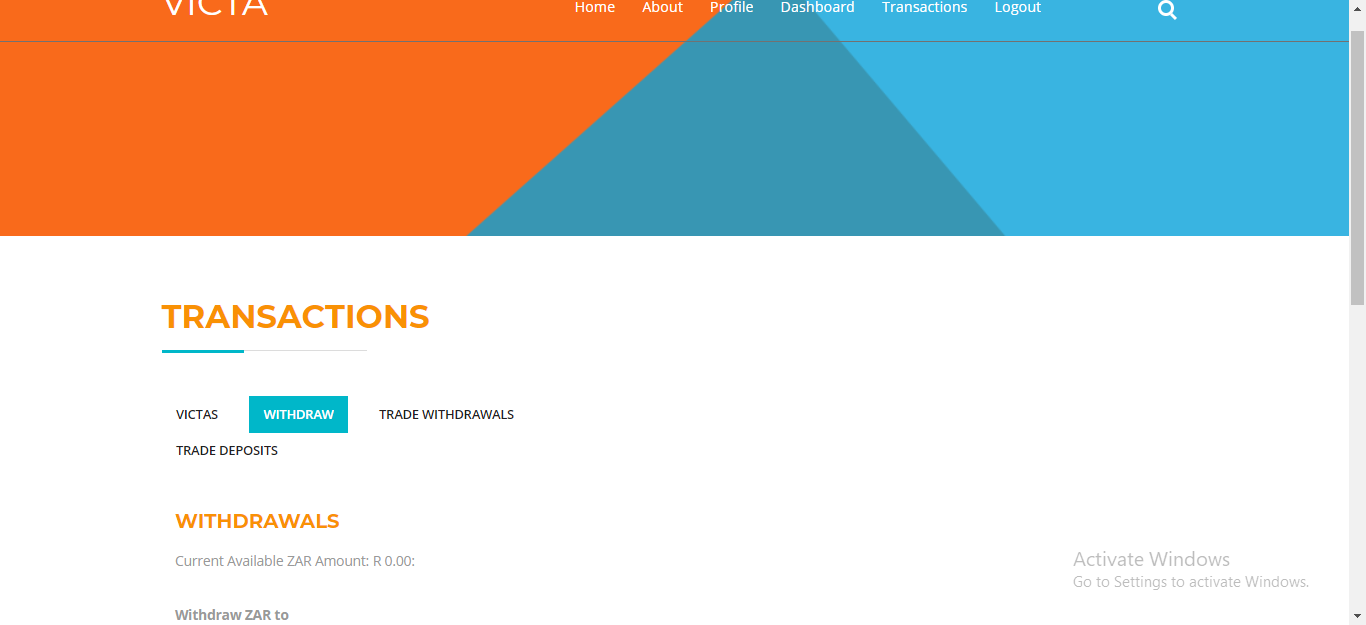 VICTA
Home About Profile Dashboard Transactions Logout
TRANSACTIONS
VICTAS WITHDRAW TRADE WITHDRAWALS
TRADE DEPOSITS
WITHDRAWALS
Current Available ZAR Amount: R 0.00:
Withdraw ZAR to
Activate Windows
Go to Settings to activate Windows.